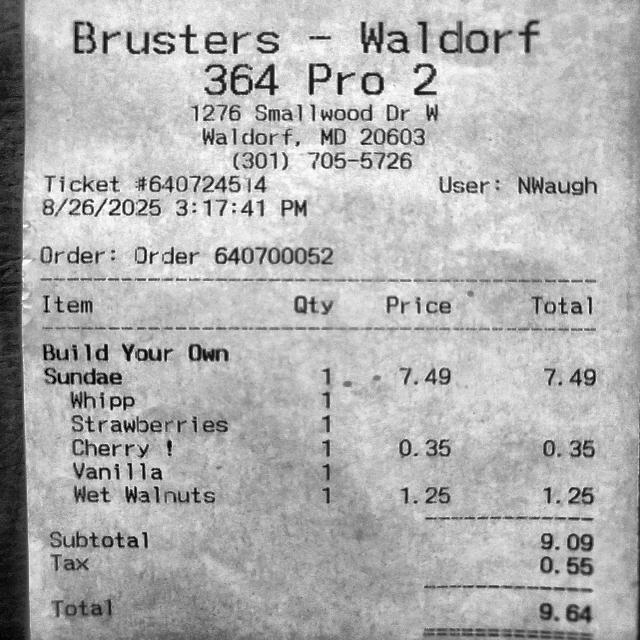 Brusters - Waldorf
364 Pro 2
1276 Smallwood Dr W
Waldorf, MD 20603
(301) 705-5726
Ticket #640724514 User: NWaugh
8/26/2025 3:17:41 PM
Order: Order 640700052
Item Qty Price Total
Build Your Own
Sundae 1 7.49 7.49
Whipp 1
Strawberries 1
Cherry ! 1 0.35 0.35
Vanilla 1
Wet Walnuts 1 1.25 1.25
Subtotal 9.09
Tax 0.55
Total 9.64